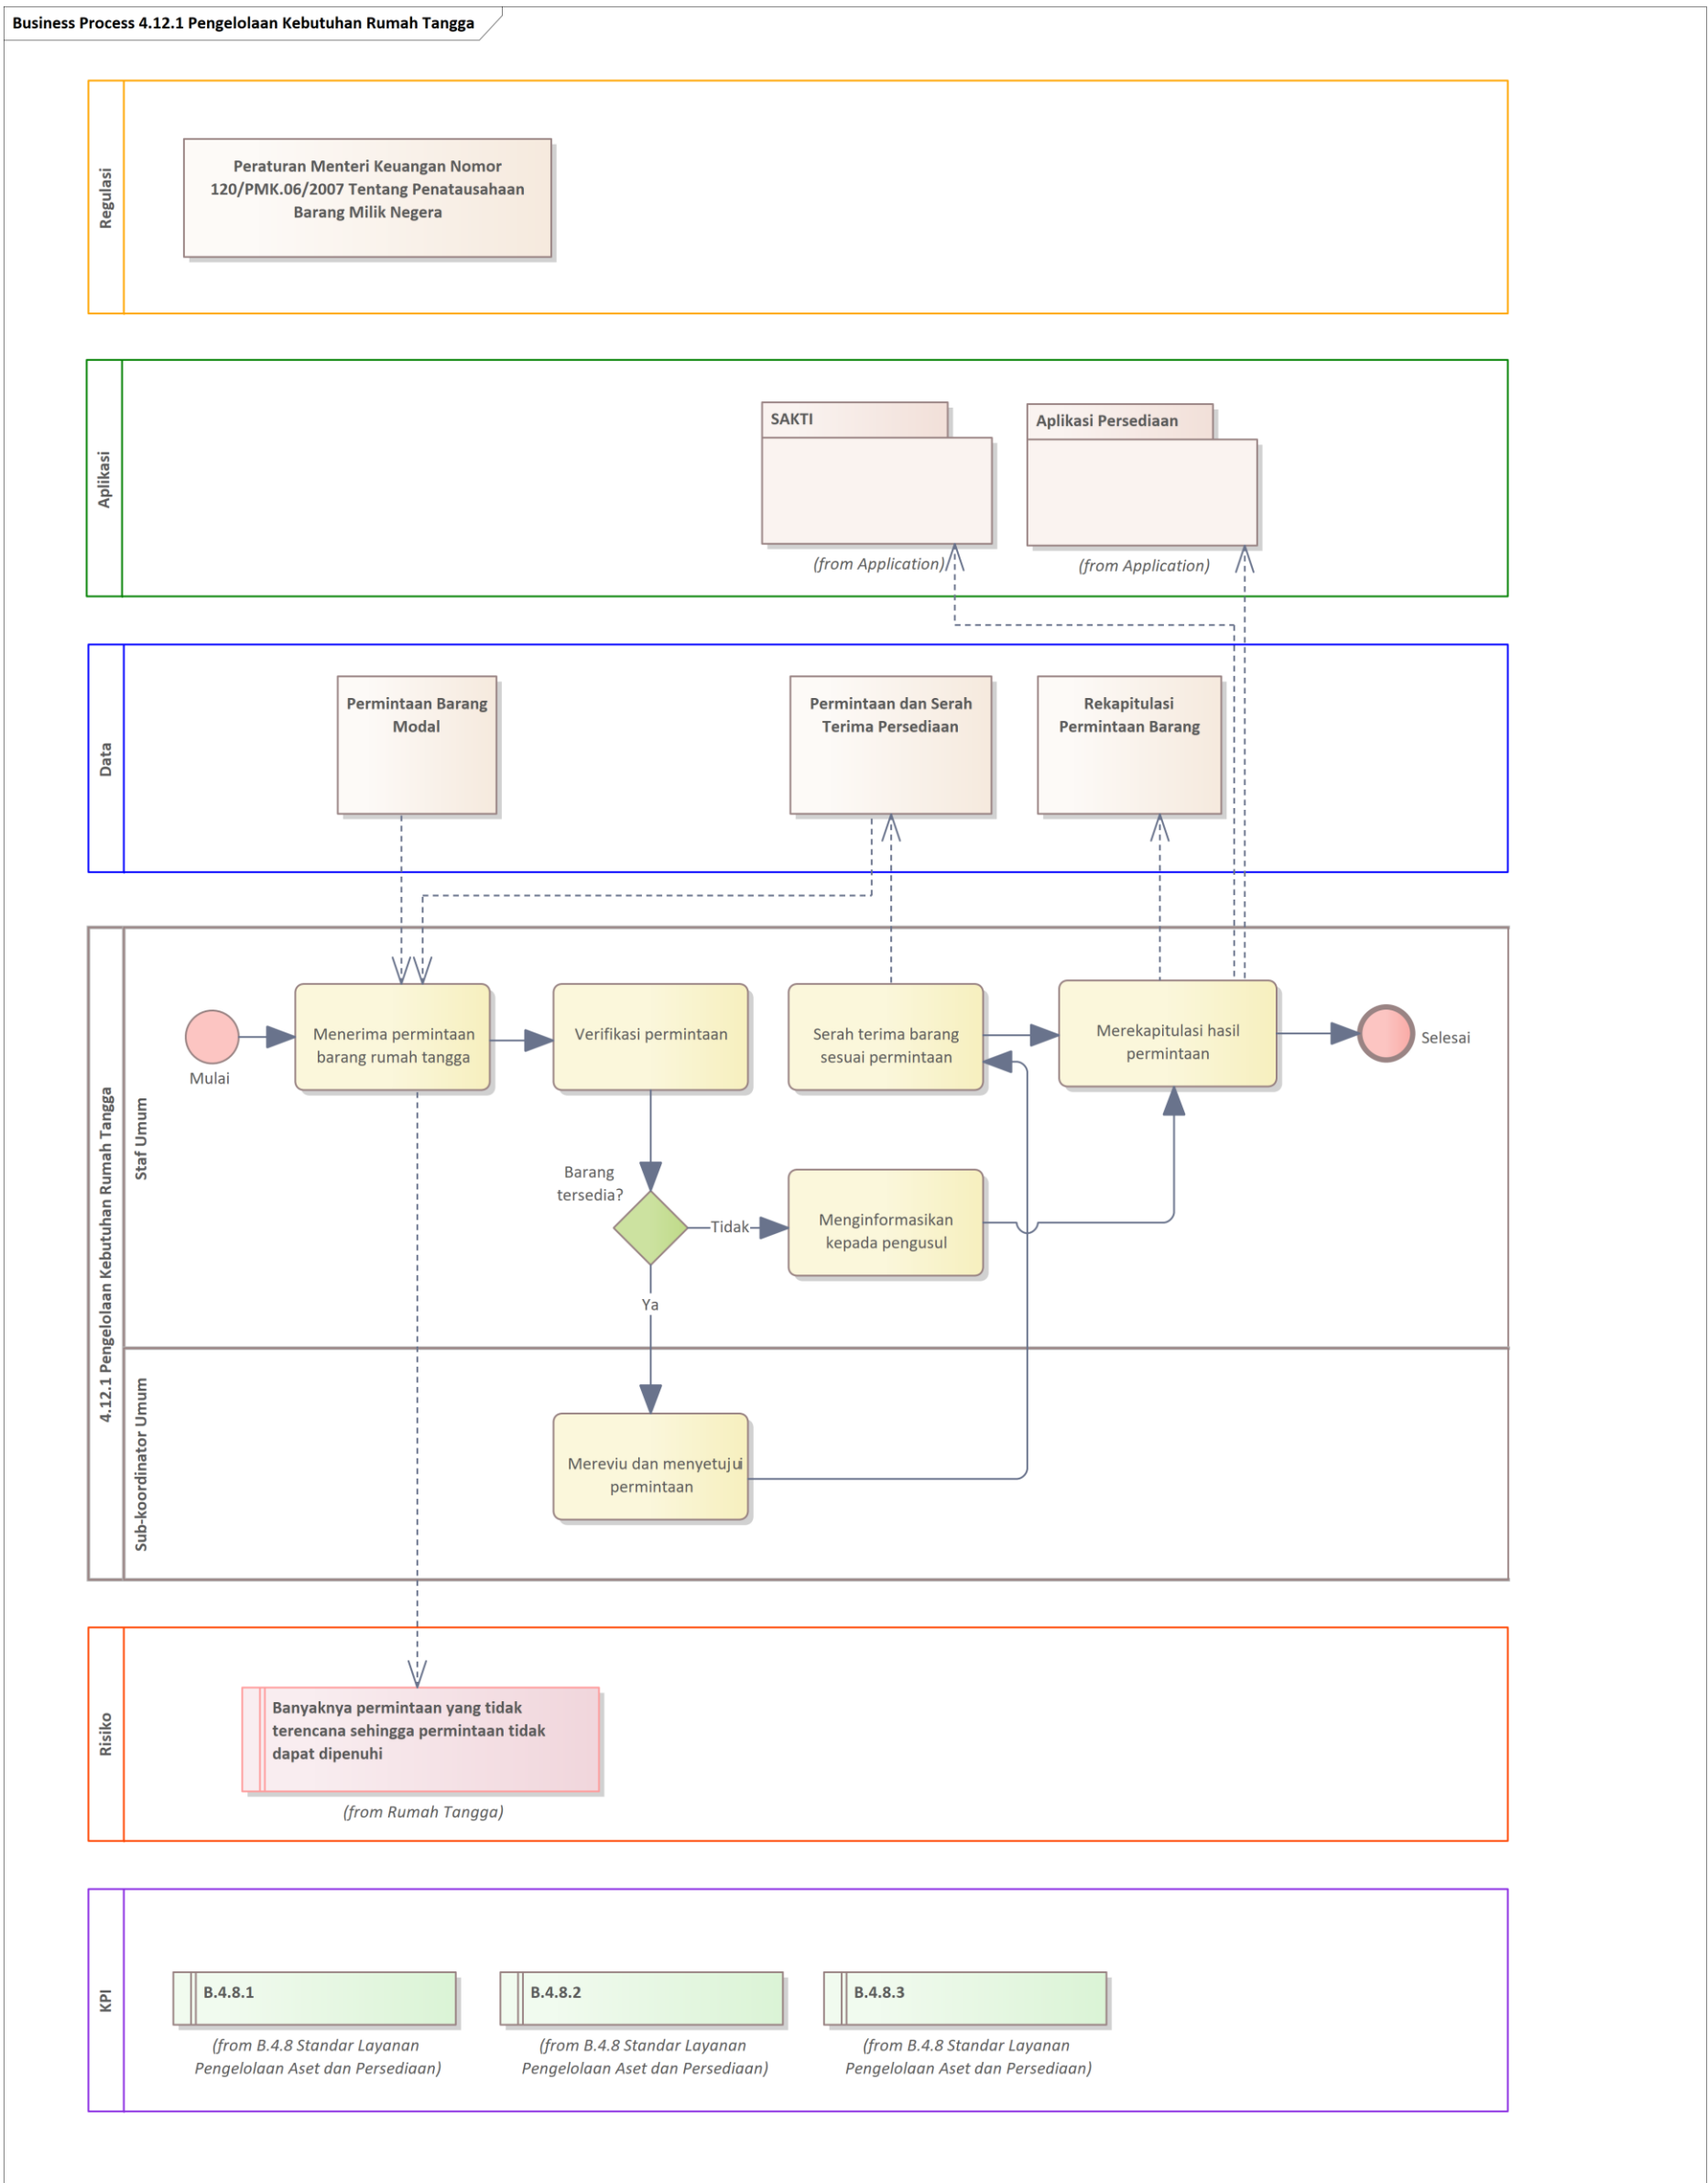 Business Process 4.12.1 Pengelolaan Kebutuhan Rumah Tangga
Regulasi
Peraturan Menteri Keuangan Nomor
120/PMK.06/2007 Tentang Penatausahaan
Barang Milik Negera
Aplikasi
SAKTI
(from Application)
Aplikasi Persediaan
(from Application)
Data
Permintaan Barang
Modal
Permintaan dan Serah
Terima Persediaan
Rekapitulasi
Permintaan Barang
4.12.1 Pengelolaan Kebutuhan Rumah Tangga
Staf Umum
Mulai
Menerima permintaan
barang rumah tangga
Verifikasi permintaan
Serah terima barang
sesuai permintaan
Merekapitulasi hasil
permintaan
Selesai
Barang
tersedia?
Tidak
Menginformasikan
kepada pengusul
Ya
Sub-koordinator Umum
Mereviu dan menyetujui
permintaan
Risiko
Banyaknya permintaan yang tidak
terencana sehingga permintaan tidak
dapat dipenuhi
(from Rumah Tangga)
KPI
B.4.8.1
(from B.4.8 Standar Layanan
Pengelolaan Aset dan Persediaan)
B.4.8.2
(from B.4.8 Standar Layanan
Pengelolaan Aset dan Persediaan)
B.4.8.3
(from B.4.8 Standar Layanan
Pengelolaan Aset dan Persediaan)